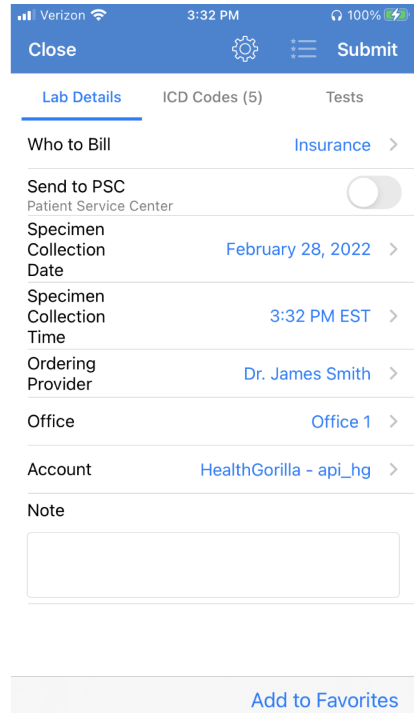 Verizon 3:32 PM 100%
Close Submit
Lab Details ICD Codes (5) Tests
Who to Bill Insurance
Send to PSC
Patient Service Center
Specimen
Collection
Date
February 28, 2022
Specimen
Collection
Time
3:32 PM EST
Ordering
Provider
Dr. James Smith
Office Office 1
Account HealthGorilla - api_hg
Note
Add to Favorites